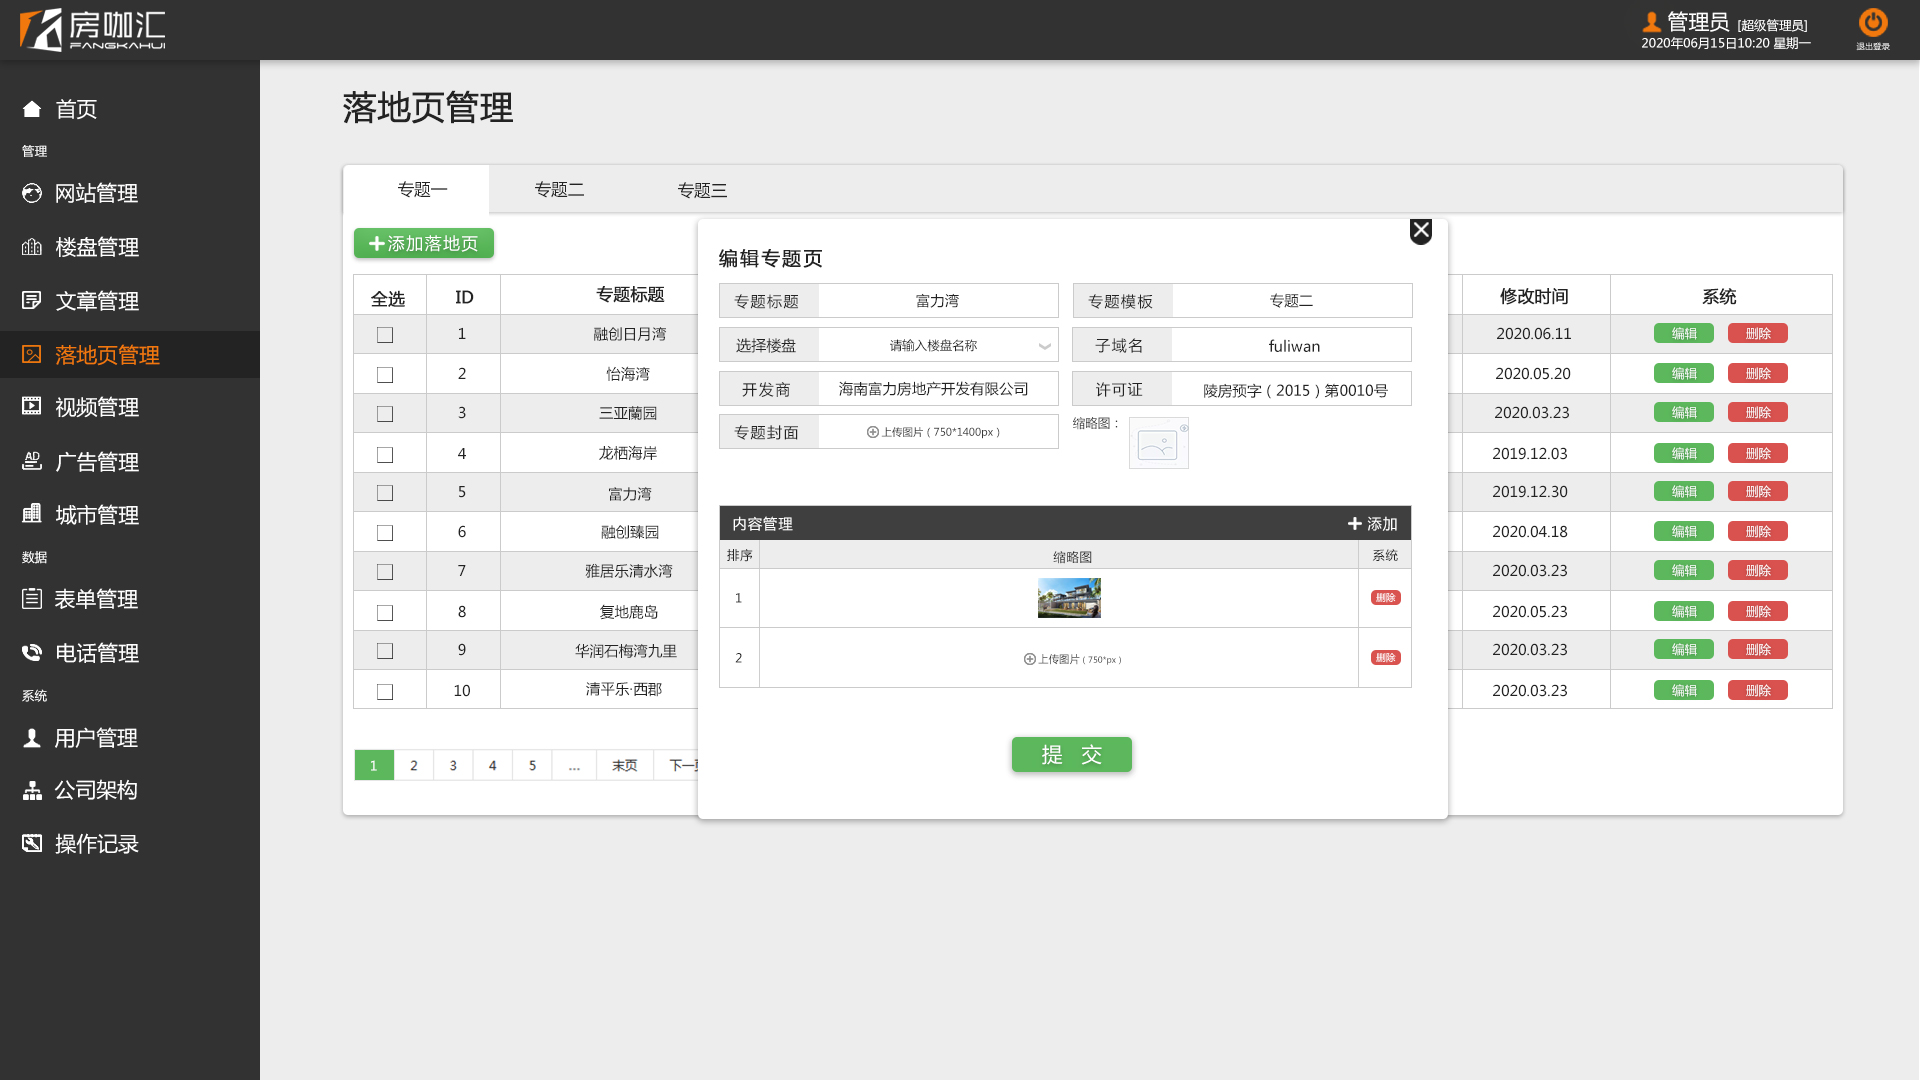 房咖汇
FANGKAHUI
管理员 [超级管理员]
2020年06月15日10:20 星期一
退出登录
首页
管理
网站管理
楼盘管理
文章管理
落地页管理
视频管理
AD 广告管理
城市管理
数据
表单管理
电话管理
系统
用户管理
公司架构
操作记录
落地页管理
专题一 专题二 专题三
添加落地页
全选 ID 专题标题 修改时间 系统
1 融创日月湾 2020.06.11 编辑 删除
2 怡海湾 2020.05.20 编辑 删除
3 三亚蘭园 2020.03.23 编辑 删除
4 龙栖海岸 2019.12.03 编辑 删除
5 富力湾 2019.12.30 编辑 删除
6 融创臻园 2020.04.18 编辑 删除
7 雅居乐清水湾 2020.03.23 编辑 删除
8 复地鹿岛 2020.05.23 编辑 删除
9 华润石梅湾九里 2020.03.23 编辑 删除
10 清平乐·西郡 2020.03.23 编辑 删除
1 2 3 4 5 ... 末页 下一
编辑专题页
专题标题 富力湾 专题模板 专题二
选择楼盘 请输入楼盘名称 子域名 fuliwan
开发商 海南富力房地产开发有限公司 许可证 陵房预字（2015）第0010号
专题封面 上传图片（750*1400px） 缩略图：
内容管理 添加
排序 缩略图 系统
1 删除
2 上传图片（750*px） 删除
提 交